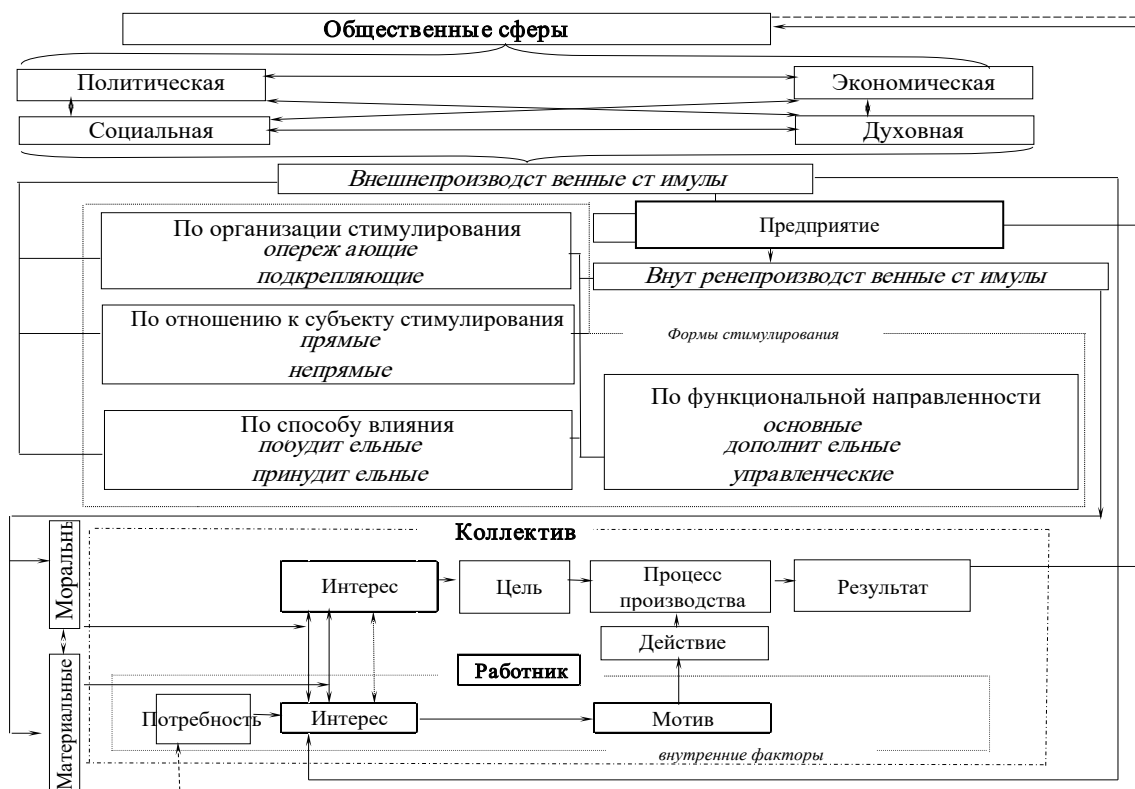 Общественные сферы
Политическая
Экономическая
Социальная
Духовная
Внешнепроизводст венные ст имулы
По организации стимулирования
опереж ающие
подкрепляющие
Предприятие
Внут ренепроизводст венные ст имулы
По отношению к субъекту стимулирования
прямые
непрямые
Формы стимулирования
По способу влияния
побудит ельные
принудит ельные
По функциональной направленности
основные
дополнит ельные
управленческие
Коллектив
Моральны
Интерес
Цель
Процесс
производства
Результат
Действие
Работник
Материальные
Потребность
Интерес
Мотив
внутренние факторы